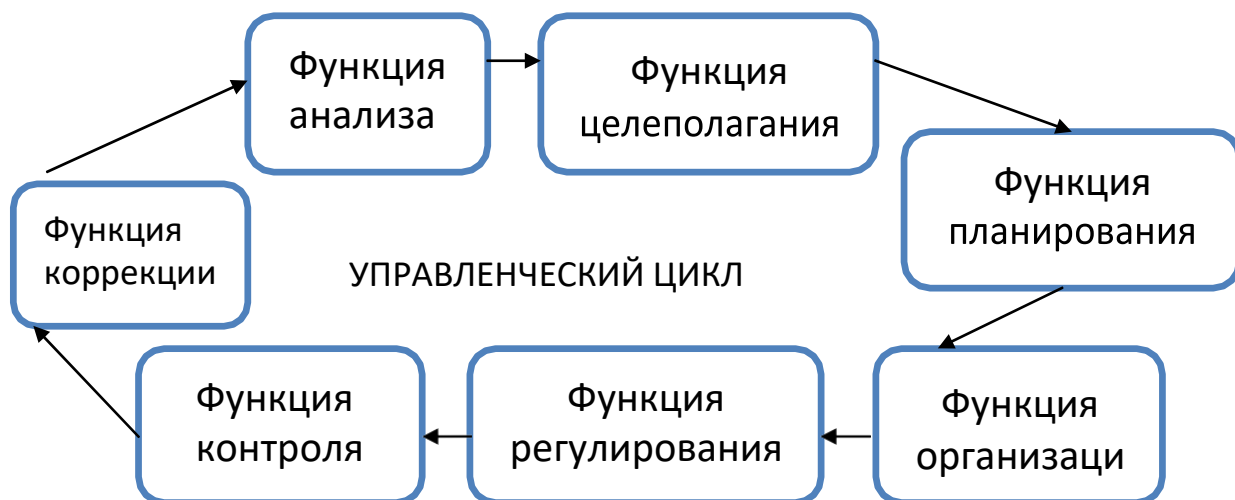 Функция
анализа
Функция
целеполагания
Функция
планирования
Функция
коррекции
УПРАВЛЕНЧЕСКИЙ ЦИКЛ
Функция
контроля
Функция
регулирования
Функция
организаци